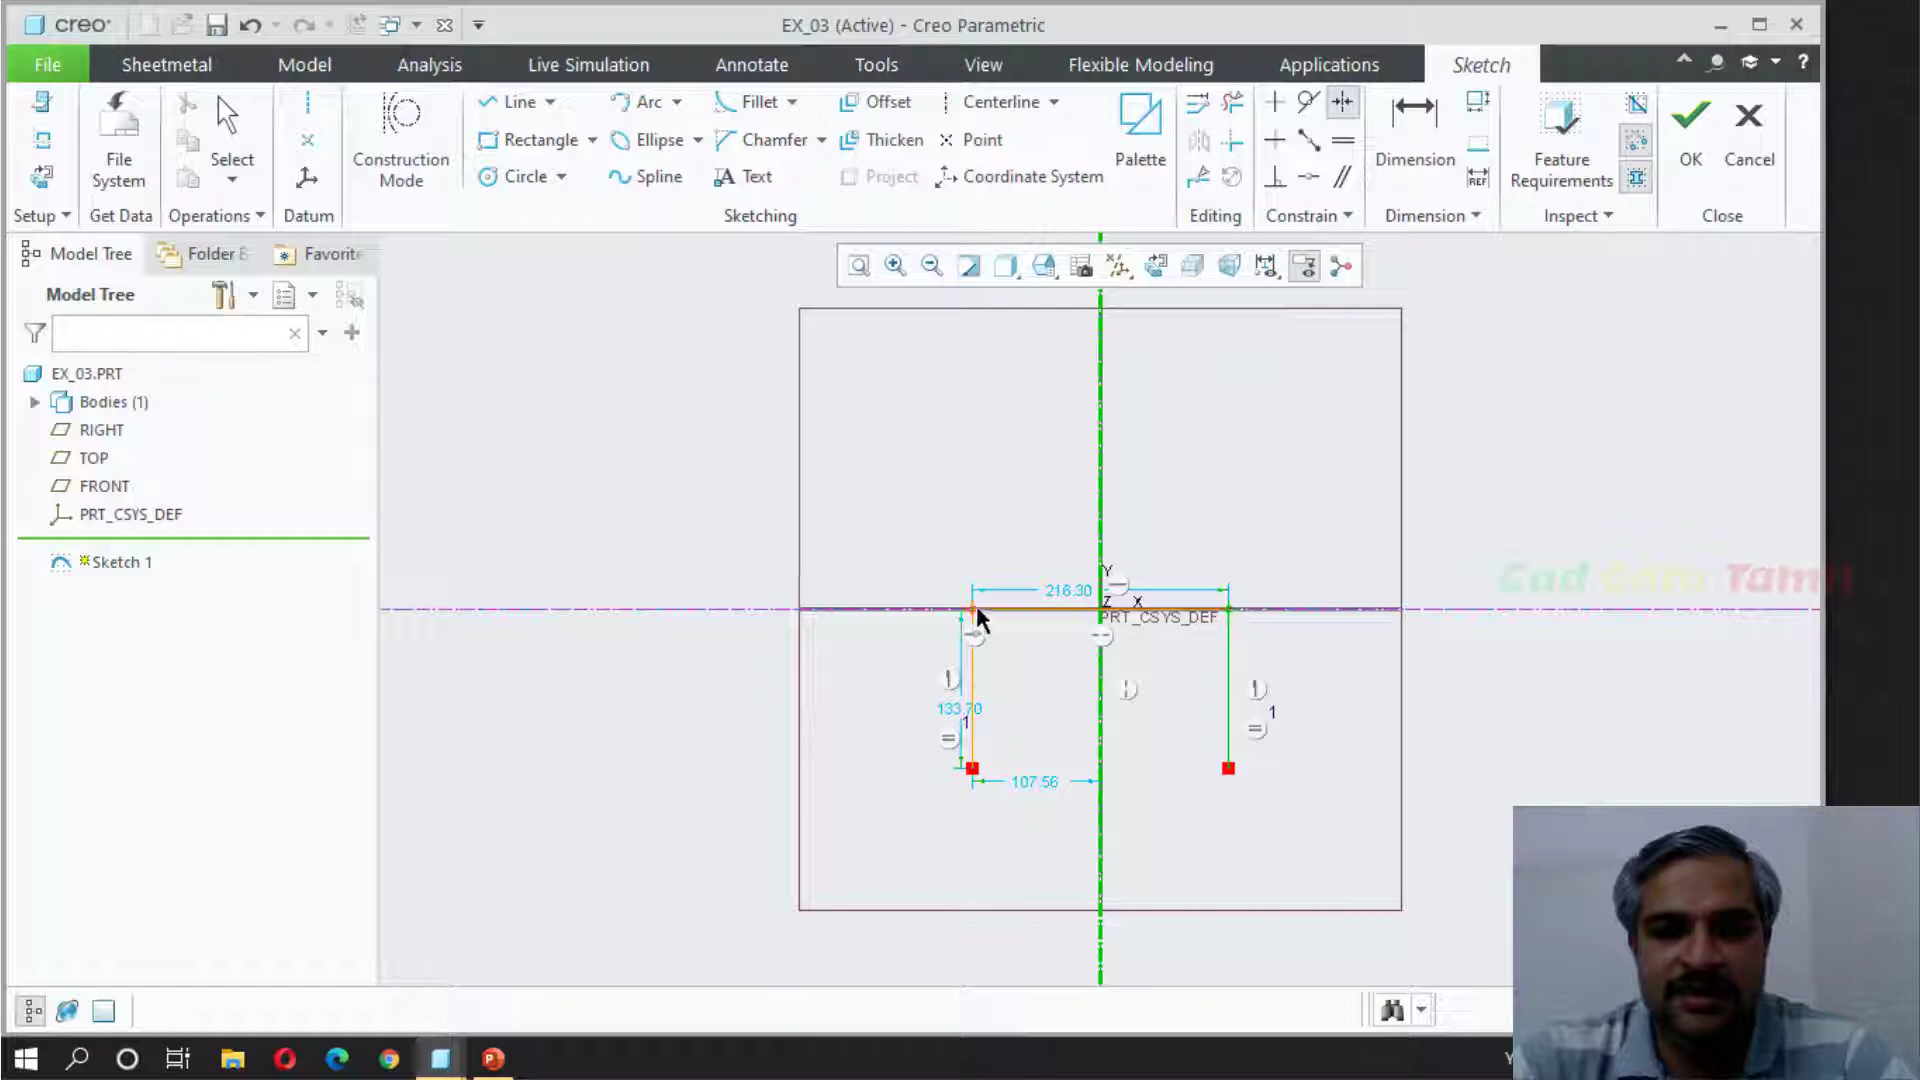 creo
EX_03 (Active) - Creo Parametric
File Sheetmetal Model Analysis Live Simulation Annotate Tools View Flexible Modeling Applications Sketch
Line Arc Fillet Offset Centerline
Rectangle Ellipse Chamfer Thicken Point
Circle Spline Text Project Coordinate System
File System Select Construction Mode Palette Dimension Feature Requirements OK Cancel
REF
Setup Get Data Operations Datum Sketching Editing Constrain Dimension Inspect Close
Model Tree Folder Favorite
Model Tree
EX_03.PRT
Bodies (1)
RIGHT
TOP
FRONT
PRT_CSYS_DEF
Sketch 1
Y
216.30
Z X
PRT_CSYS_DEF
133.70
1
1
107.56
Cad Cam Tamil